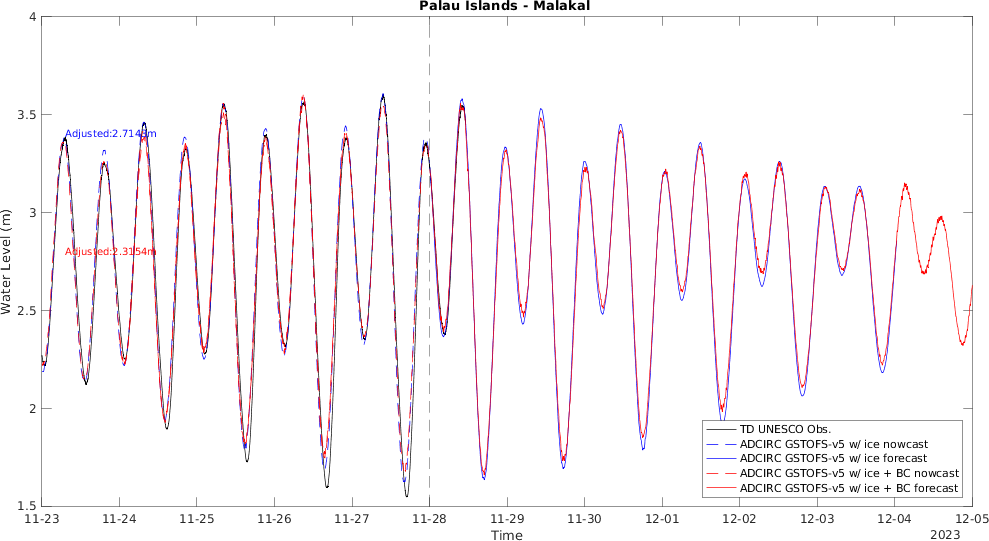 Palau Islands - Malakal
Water Level (m)
4
3.5
3
2.5
2
1.5
Adjusted:2.7143m
Adjusted:2.3154m
TD UNESCO Obs.
ADCIRC GSTOFS-v5 w/ ice nowcast
ADCIRC GSTOFS-v5 w/ ice forecast
ADCIRC GSTOFS-v5 w/ ice + BC nowcast
ADCIRC GSTOFS-v5 w/ ice + BC forecast
11-23 11-24 11-25 11-26 11-27 11-28 11-29 11-30 12-01 12-02 12-03 12-04 12-05
Time
2023